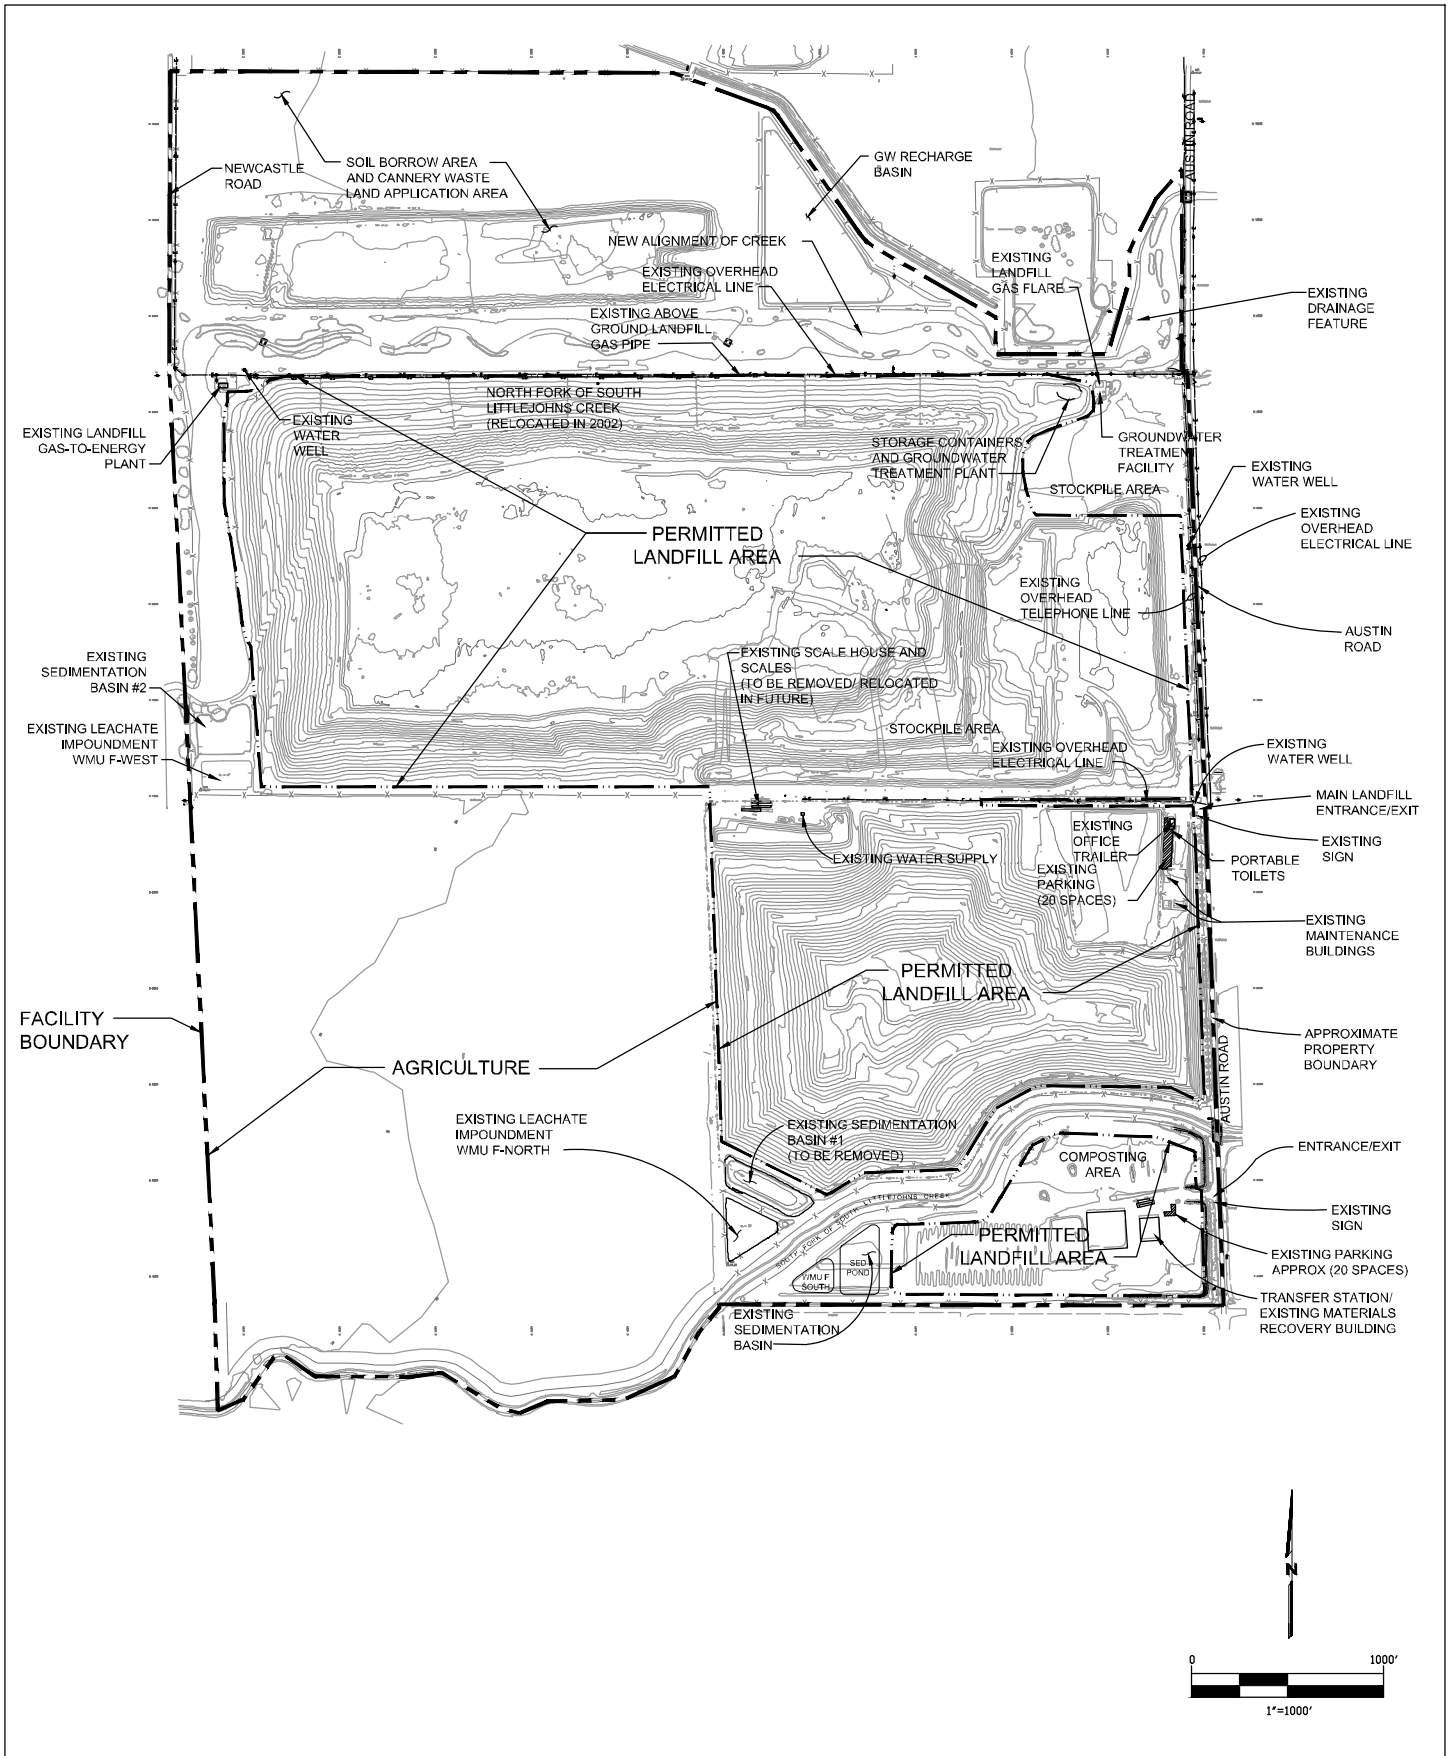 AUSTIN ROAD
NEWCASTLE
ROAD
SOIL BORROW AREA
AND CANNERY WASTE
LAND APPLICATION AREA
GW RECHARGE
BASIN
NEW ALIGNMENT OF CREEK
EXISTING OVERHEAD
ELECTRICAL LINE
EXISTING
LANDFILL
GAS FLARE
EXISTING
DRAINAGE
FEATURE
EXISTING ABOVE
GROUND LANDFILL
GAS PIPE
NORTH FORK OF SOUTH
LITTLEJOHNS CREEK
(RELOCATED IN 2002)
EXISTING
WATER
WELL
EXISTING LANDFILL
GAS-TO-ENERGY
PLANT
STORAGE CONTAINERS
AND GROUNDWATER
TREATMENT PLANT
GROUNDWATER
TREATMENT
FACILITY
STOCKPILE AREA
EXISTING
WATER WELL
EXISTING
OVERHEAD
ELECTRICAL LINE
PERMITTED
LANDFILL AREA
EXISTING
OVERHEAD
TELEPHONE LINE
AUSTIN
ROAD
EXISTING
SEDIMENTATION
BASIN #2
EXISTING SCALE HOUSE AND
SCALES
(TO BE REMOVED/ RELOCATED
IN FUTURE)
STOCKPILE AREA
EXISTING LEACHATE
IMPOUNDMENT
WMU F-WEST
EXISTING OVERHEAD
ELECTRICAL LINE
EXISTING
WATER WELL
MAIN LANDFILL
ENTRANCE/EXIT
EXISTING
OFFICE
TRAILER
EXISTING
SIGN
EXISTING WATER SUPPLY
PORTABLE
TOILETS
EXISTING
PARKING
(20 SPACES)
EXISTING
MAINTENANCE
BUILDINGS
PERMITTED
LANDFILL AREA
FACILITY
BOUNDARY
APPROXIMATE
PROPERTY
BOUNDARY
AGRICULTURE
AUSTIN ROAD
EXISTING LEACHATE
IMPOUNDMENT
WMU F-NORTH
EXISTING SEDIMENTATION
BASIN #1
(TO BE REMOVED)
COMPOSTING
AREA
ENTRANCE/EXIT
SOUTH FORK OF SOUTH LITTLEJOHNS CREEK
EXISTING
SIGN
PERMITTED
LANDFILL AREA
EXISTING PARKING
APPROX (20 SPACES)
SED
POND
WMU F
SOUTH
TRANSFER STATION/
EXISTING MATERIALS
RECOVERY BUILDING
EXISTING
SEDIMENTATION
BASIN
N
0 1000'
1"=1000'